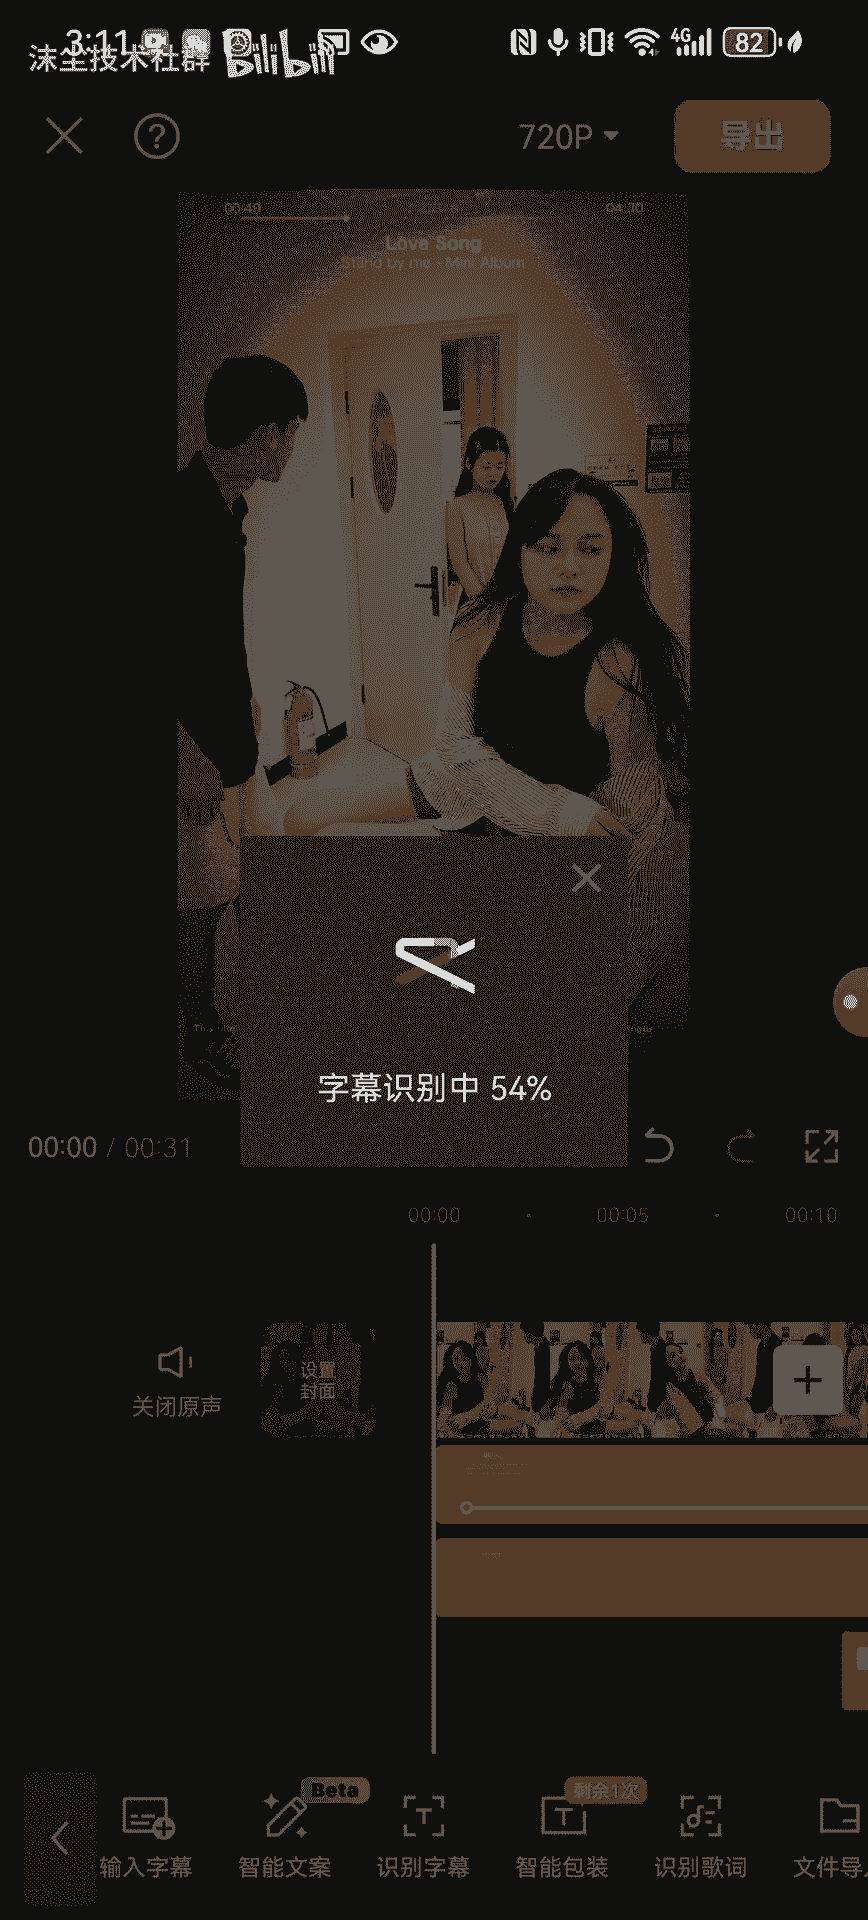 3:11
沫尘技术社群
bilibili
4G
82
720P
导出
00:49
04:30
Love Song
Stand by me - Mini Album
字幕识别中 54%
00:00 / 00:31
00:00
00:05
00:10
关闭原声
设置
封面
Beta
剩余1次
输入字幕
智能文案
识别字幕
智能包装
识别歌词
文件导